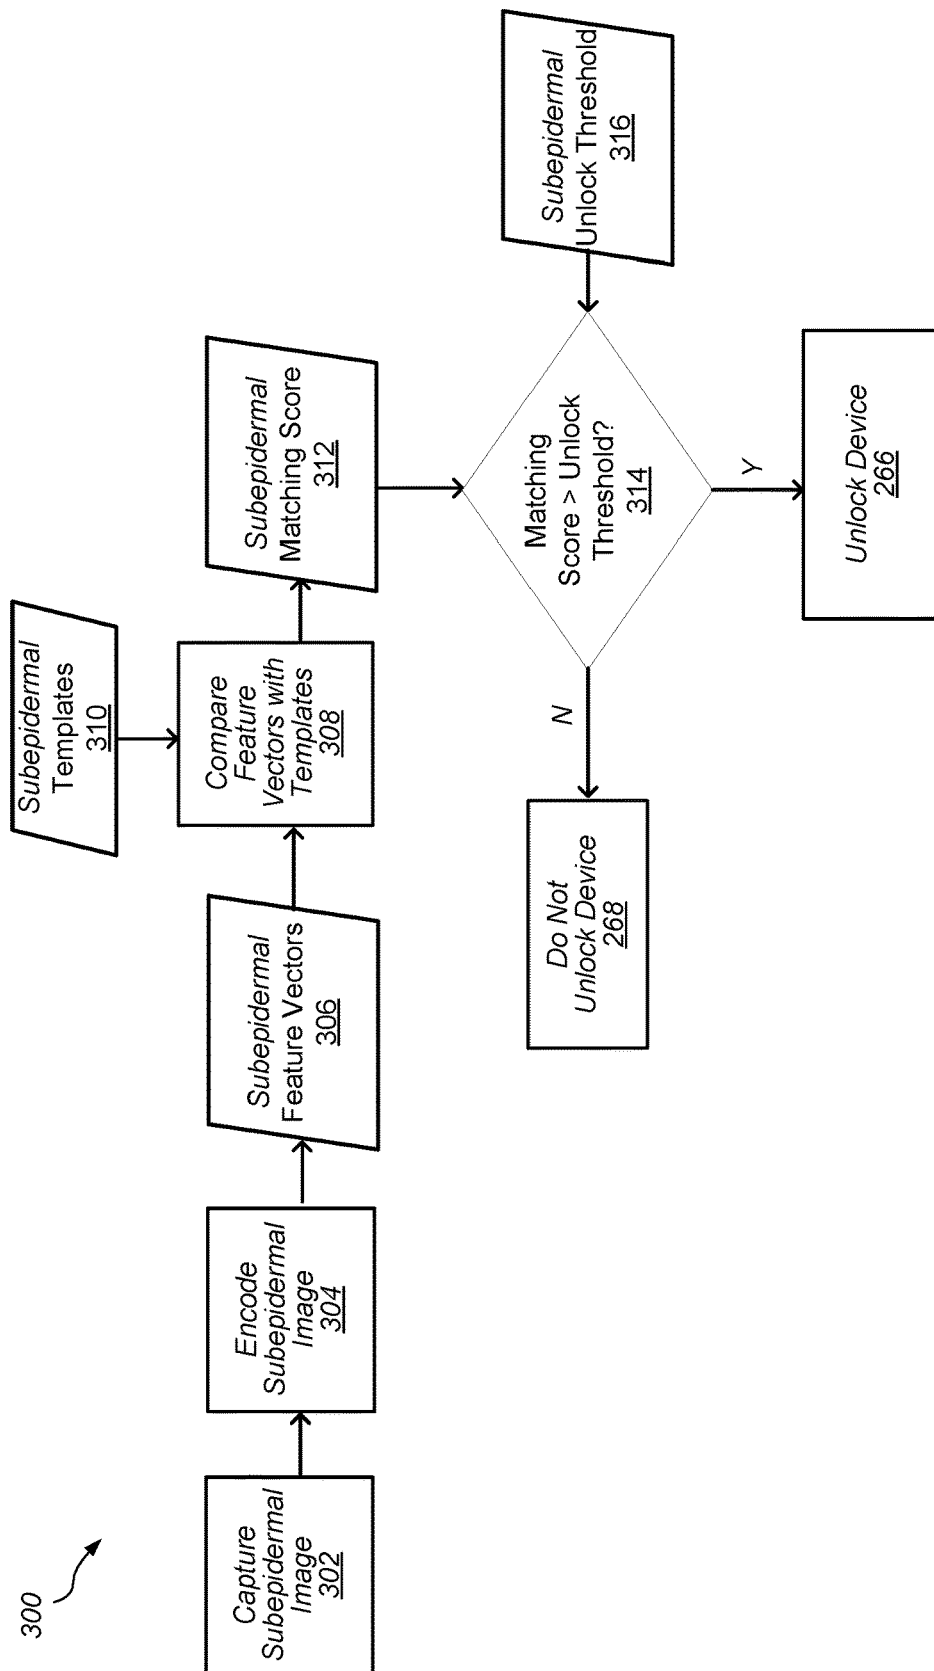 300
Capture
Subepidermal
Image
302
Encode
Subepidermal
Image
304
Subepidermal
Feature Vectors
306
Subepidermal
Templates
310
Compare
Feature
Vectors with
Templates
308
Subepidermal
Matching Score
312
Matching
Score > Unlock
Threshold?
314
Subepidermal
Unlock Threshold
316
N
Do Not
Unlock Device
268
Y
Unlock Device
266